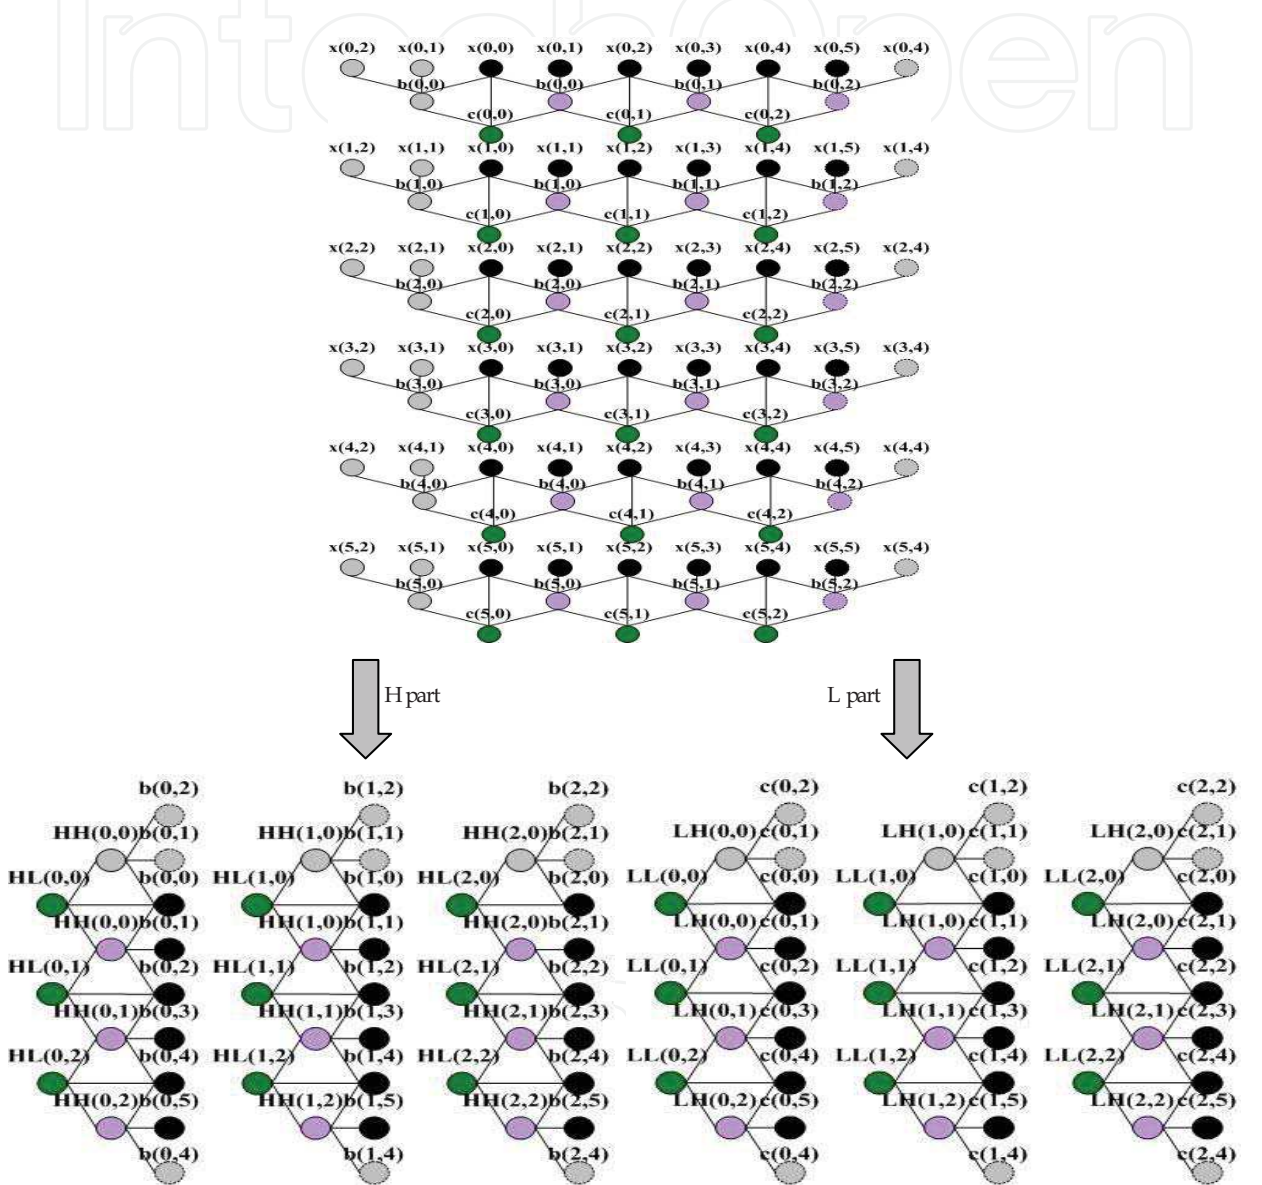 IntechOpen
x(0,2) x(0,1) x(0,0) x(0,1) x(0,2) x(0,3) x(0,4) x(0,5) x(0,4)
b(0,0) b(0,0) b(0,1) b(0,2)
c(0,0) c(0,1) c(0,2)
x(1,2) x(1,1) x(1,0) x(1,1) x(1,2) x(1,3) x(1,4) x(1,5) x(1,4)
b(1,0) b(1,0) b(1,1) b(1,2)
c(1,0) c(1,1) c(1,2)
x(2,2) x(2,1) x(2,0) x(2,1) x(2,2) x(2,3) x(2,4) x(2,5) x(2,4)
b(2,0) b(2,0) b(2,1) b(2,2)
c(2,0) c(2,1) c(2,2)
x(3,2) x(3,1) x(3,0) x(3,1) x(3,2) x(3,3) x(3,4) x(3,5) x(3,4)
b(3,0) b(3,0) b(3,1) b(3,2)
c(3,0) c(3,1) c(3,2)
x(4,2) x(4,1) x(4,0) x(4,1) x(4,2) x(4,3) x(4,4) x(4,5) x(4,4)
b(4,0) b(4,0) b(4,1) b(4,2)
c(4,0) c(4,1) c(4,2)
x(5,2) x(5,1) x(5,0) x(5,1) x(5,2) x(5,3) x(5,4) x(5,5) x(5,4)
b(5,0) b(5,0) b(5,1) b(5,2)
c(5,0) c(5,1) c(5,2)
H part L part
b(0,2) b(1,2) b(2,2) c(0,2) c(1,2) c(2,2)
HH(0,0) b(0,1) HH(1,0) b(1,1) HH(2,0) b(2,1) LH(0,0) c(0,1) LH(1,0) c(1,1) LH(2,0) c(2,1)
HL(0,0) b(0,0) HL(1,0) b(1,0) HL(2,0) b(2,0) LL(0,0) c(0,0) LL(1,0) c(1,0) LL(2,0) c(2,0)
HH(0,0) b(0,1) HH(1,0) b(1,1) HH(2,0) b(2,1) LH(0,0) c(0,1) LH(1,0) c(1,1) LH(2,0) c(2,1)
HL(0,1) b(0,2) HL(1,1) b(1,2) HL(2,1) b(2,2) LL(0,1) c(0,2) LL(1,1) c(1,2) LL(2,1) c(2,2)
HH(0,1) b(0,3) HH(1,1) b(1,3) HH(2,1) b(2,3) LH(0,1) c(0,3) LH(1,1) c(1,3) LH(2,1) c(2,3)
HL(0,2) b(0,4) HL(1,2) b(1,4) HL(2,2) b(2,4) LL(0,2) c(0,4) LL(1,2) c(1,4) LL(2,2) c(2,4)
HH(0,2) b(0,5) HH(1,2) b(1,5) HH(2,2) b(2,5) LH(0,2) c(0,5) LH(1,2) c(1,5) LH(2,2) c(2,5)
b(0,4) b(1,4) b(2,4) c(0,4) c(1,4) c(2,4)